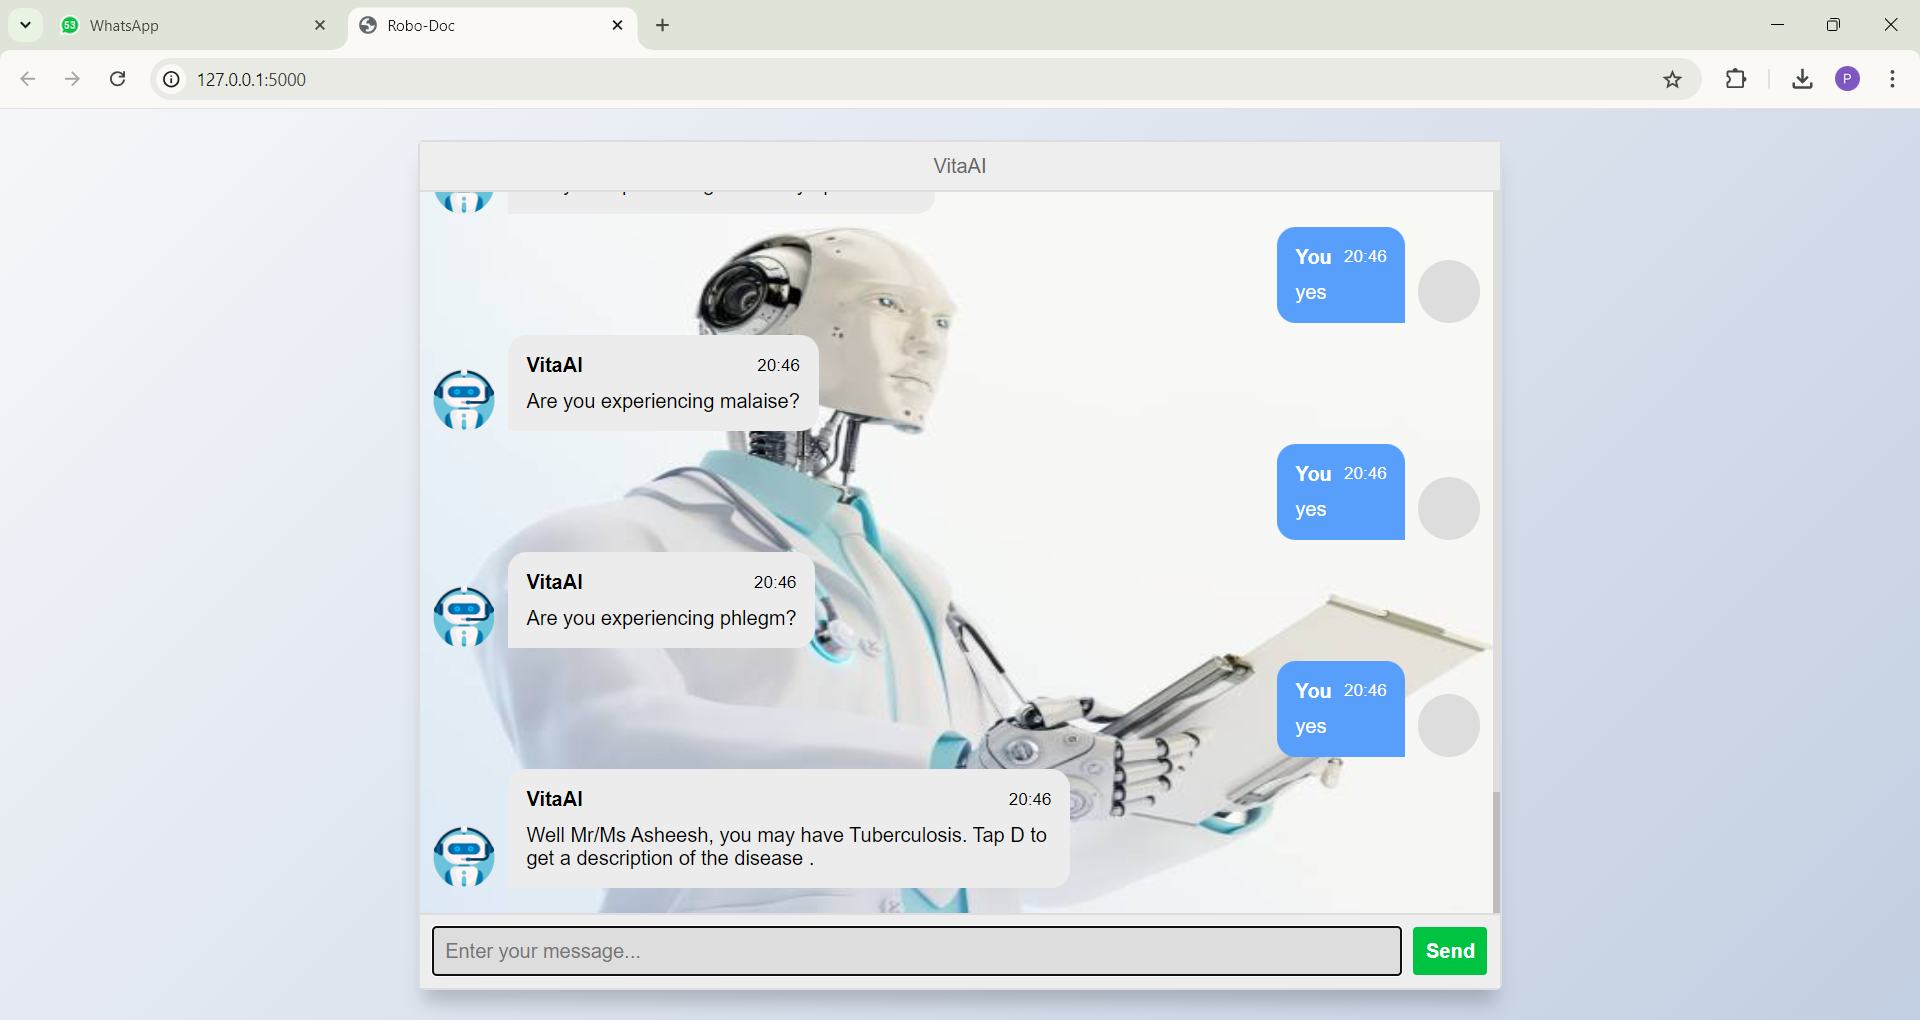 53 WhatsApp
Robo-Doc
127.0.0.1:5000
P
VitaAI
You 20:46
yes
VitaAI 20:46
Are you experiencing malaise?
You 20:46
yes
VitaAI 20:46
Are you experiencing phlegm?
You 20:46
yes
VitaAI 20:46
Well Mr/Ms Asheesh, you may have Tuberculosis. Tap D to
get a description of the disease .
Enter your message...
Send